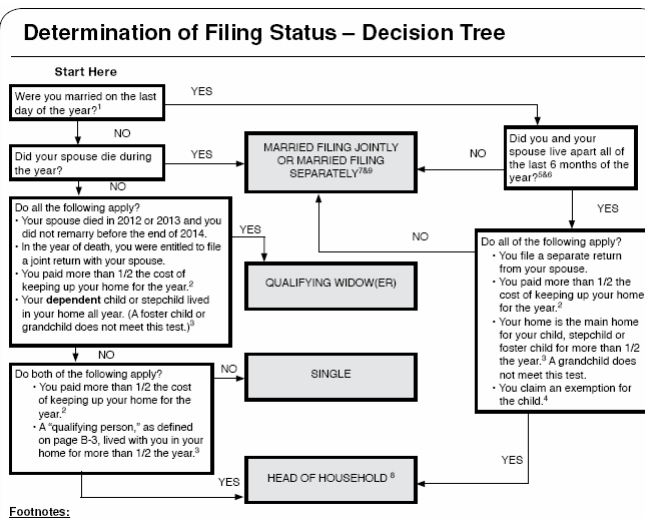 Determination of Filing Status – Decision Tree
Start Here
Were you married on the last
day of the year?1
YES
NO
Did your spouse die during
the year?
YES
NO
MARRIED FILING JOINTLY
OR MARRIED FILING
SEPARATELY7&9
NO
Did you and your
spouse live apart all of
the last 6 months of the
year?5&6
YES
NO
Do all the following apply?
• Your spouse died in 2012 or 2013 and you
did not remarry before the end of 2014.
• In the year of death, you were entitled to file
a joint return with your spouse.
• You paid more than 1/2 the cost of
keeping up your home for the year.2
• Your dependent child or stepchild lived
in your home all year. (A foster child or
grandchild does not meet this test.)3
YES
NO
QUALIFYING WIDOW(ER)
Do all of the following apply?
• You file a separate return
from your spouse.
• You paid more than 1/2 the
cost of keeping up your home
for the year.2
• Your home is the main home
for your child, stepchild or
foster child for more than 1/2
the year.3 A grandchild does
not meet this test.
• You claim an exemption for
the child.4
YES
Do both of the following apply?
• You paid more than 1/2 the cost
of keeping up your home for the
year.2
• A “qualifying person,” as defined
on page B-3, lived with you in your
home for more than 1/2 the year.3
NO
SINGLE
YES
HEAD OF HOUSEHOLD 8
Footnotes: